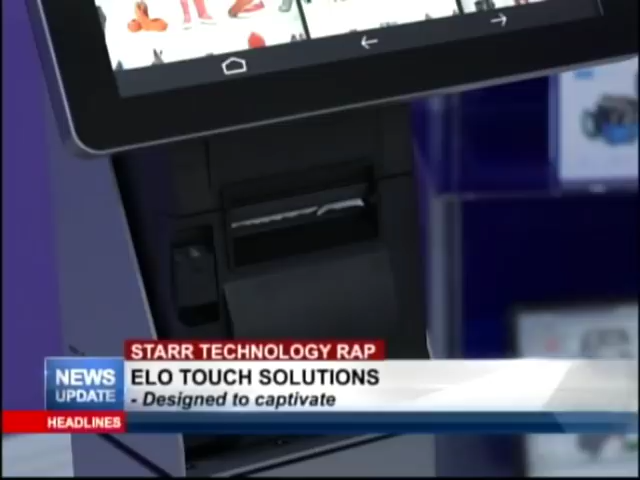 STARR TECHNOLOGY RAP
NEWS
UPDATE
ELO TOUCH SOLUTIONS
- Designed to captivate
HEADLINES